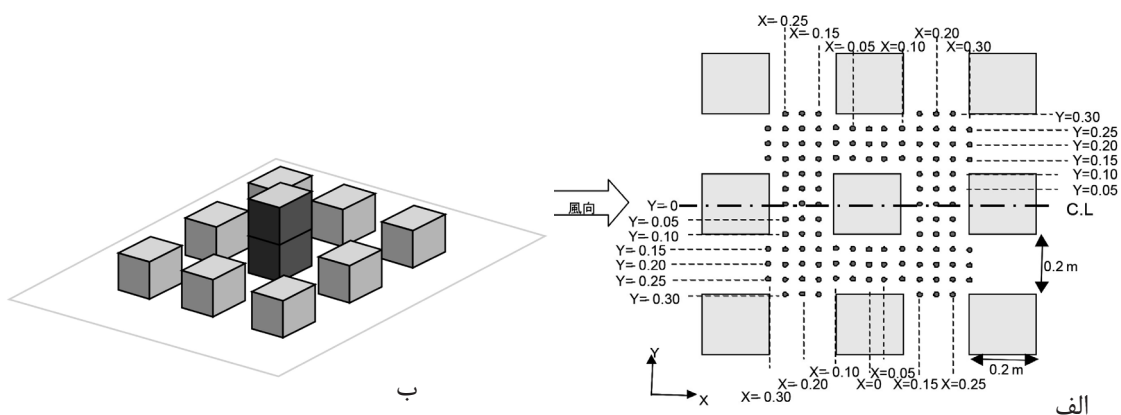 X=-0.25
X=-0.15
X=0.20
X=-0.05
X=0.10
X=0.30
Y=0.30
Y=0.25
Y=0.20
Y=0.15
Y=0.10
Y=0.05
風向
Y=0
C.L
Y=-0.05
Y=-0.10
Y=-0.15
Y=-0.20
Y=-0.25
Y=-0.30
0.2 m
0.2 m
Y
X
X=-0.10
X=0.05
X=-0.20
X=0
X=0.15
X=0.25
X=-0.30
ب
الف